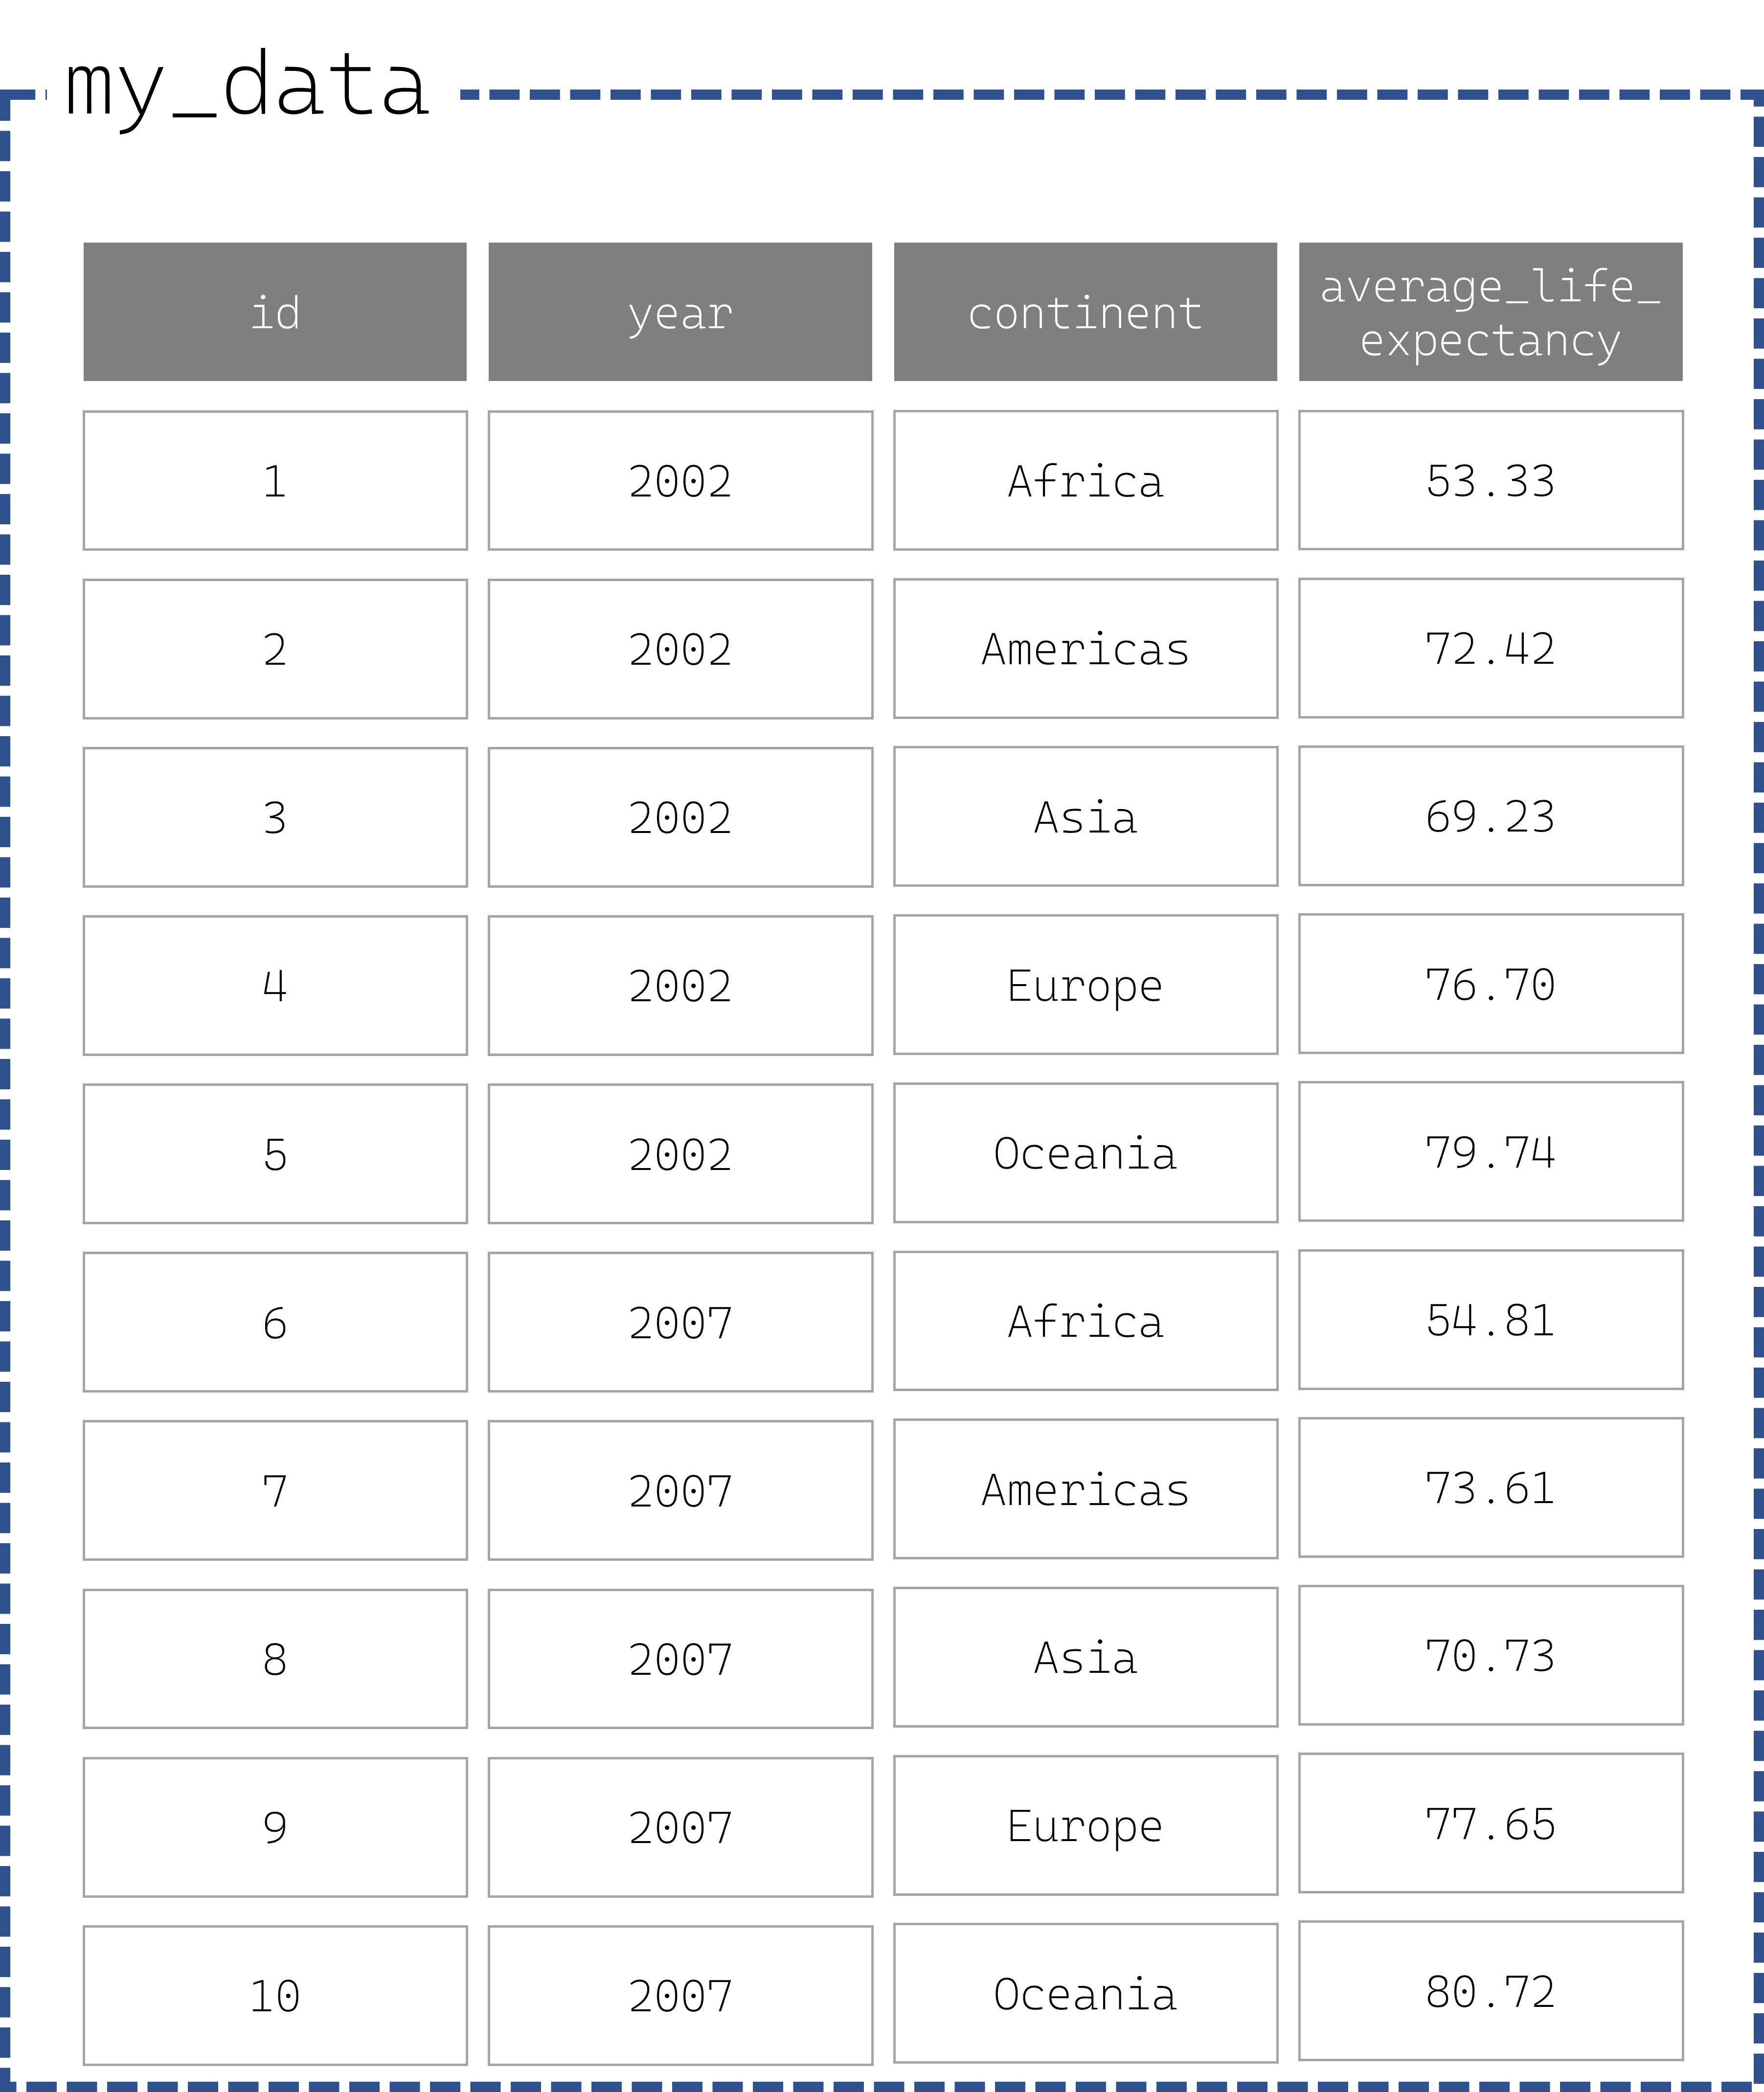 my_data
id year continent average_life_
expectancy
1 2002 Africa 53.33
2 2002 Americas 72.42
3 2002 Asia 69.23
4 2002 Europe 76.70
5 2002 Oceania 79.74
6 2007 Africa 54.81
7 2007 Americas 73.61
8 2007 Asia 70.73
9 2007 Europe 77.65
10 2007 Oceania 80.72